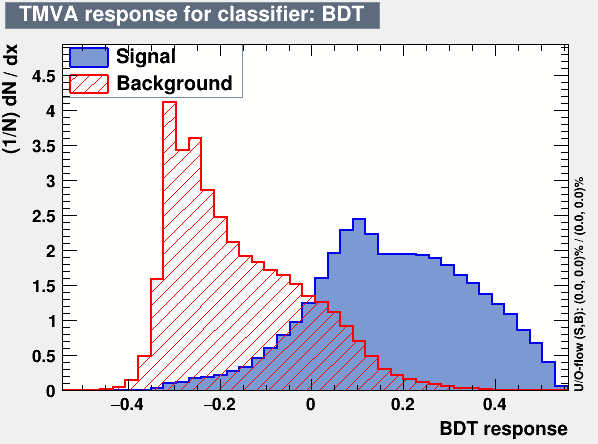 TMVA response for classifier: BDT
Signal
Background
(1/N) dN / dx
4.5
4
3.5
3
2.5
2
1.5
1
0.5
0
−0.4 −0.2 0 0.2 0.4
BDT response
U/O-flow (S,B): (0.0, 0.0)% / (0.0, 0.0)%